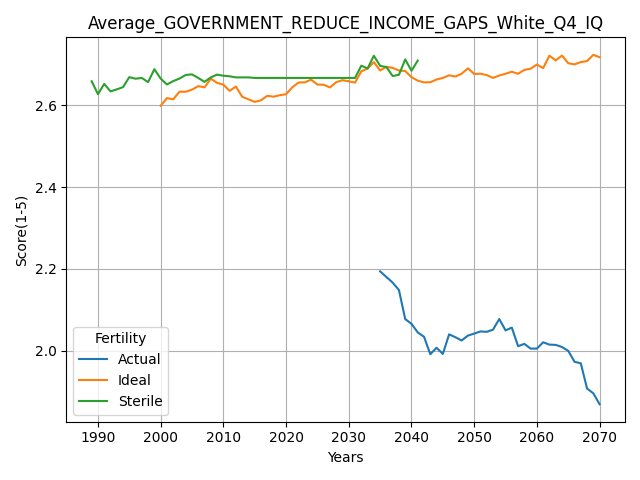 Average_GOVERNMENT_REDUCE_INCOME_GAPS_White_Q4_IQ
Score(1-5)
2.6
2.4
2.2
2.0
Fertility
Actual
Ideal
Sterile
1990 2000 2010 2020 2030 2040 2050 2060 2070
Years